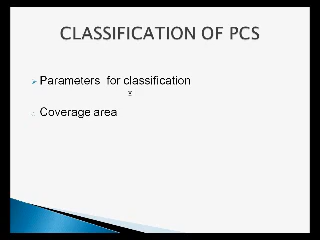 CLASSIFICATION OF PCS
Parameters for classification
Coverage area